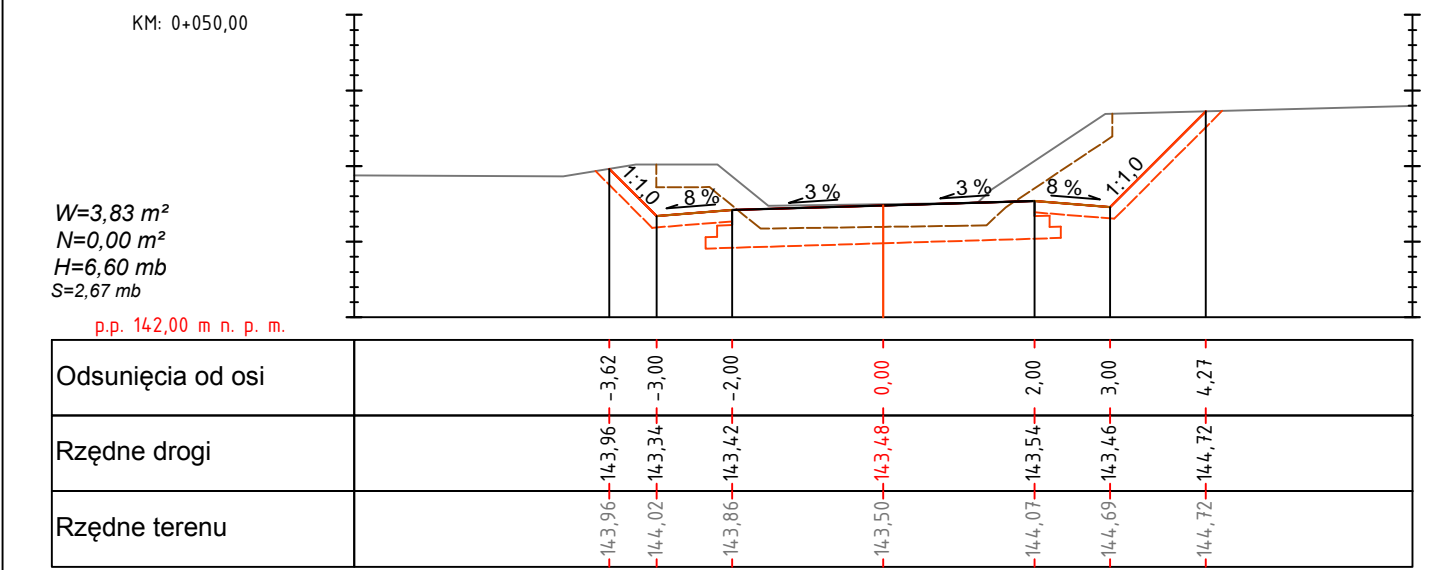 KM: 0+050,00
1:1,0
8 %
3 %
3 %
8 %
1:1,0
W=3,83 m²
N=0,00 m²
H=6,60 mb
S=2,67 mb
p.p. 142,00 m n. p. m.
Odsunięcia od osi -3,62 -3,00 -2,00 0,00 2,00 3,00 4,27
Rzędne drogi 143,96 143,34 143,42 143,48 143,54 143,46 144,72
Rzędne terenu 143,96 144,02 143,86 143,50 144,07 144,69 144,72